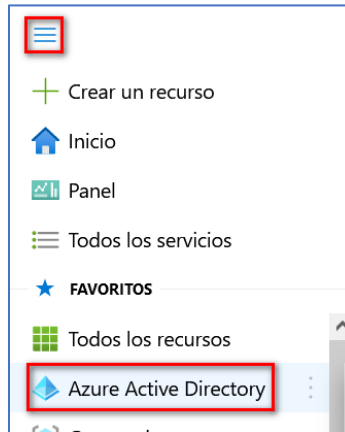 Crear un recurso
Inicio
Panel
Todos los servicios
FAVORITOS
Todos los recursos
Azure Active Directory